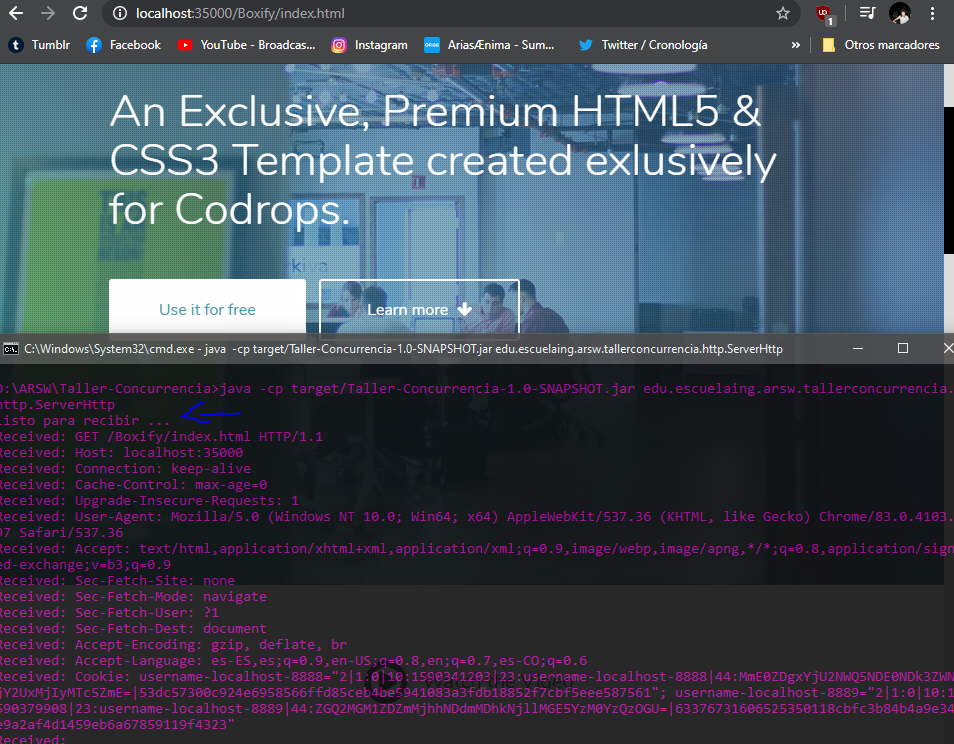 localhost:35000/Boxify/index.html
1
Tumblr Facebook YouTube - Broadcas... Instagram AriasÆnima - Sum... Twitter / Cronología » Otros marcadores
An Exclusive, Premium HTML5 &
CSS3 Template created exlusively
for Codrops.
kiva
Use it for free Learn more
C:\Windows\System32\cmd.exe - java -cp target/Taller-Concurrencia-1.0-SNAPSHOT.jar edu.escuelaing.arsw.tallerconcurrencia.http.ServerHttp
D:\ARSW\Taller-Concurrencia>java -cp target/Taller-Concurrencia-1.0-SNAPSHOT.jar edu.escuelaing.arsw.tallerconcurrencia.
http.ServerHttp
Listo para recibir ...
Received: GET /Boxify/index.html HTTP/1.1
Received: Host: localhost:35000
Received: Connection: keep-alive
Received: Cache-Control: max-age=0
Received: Upgrade-Insecure-Requests: 1
Received: User-Agent: Mozilla/5.0 (Windows NT 10.0; Win64; x64) AppleWebKit/537.36 (KHTML, like Gecko) Chrome/83.0.4103.
97 Safari/537.36
Received: Accept: text/html,application/xhtml+xml,application/xml;q=0.9,image/webp,image/apng,*/*;q=0.8,application/sign
ed-exchange;v=b3;q=0.9
Received: Sec-Fetch-Site: none
Received: Sec-Fetch-Mode: navigate
Received: Sec-Fetch-User: ?1
Received: Sec-Fetch-Dest: document
Received: Accept-Encoding: gzip, deflate, br
Received: Accept-Language: es-ES,es;q=0.9,en-US;q=0.8,en;q=0.7,es-CO;q=0.6
Received: Cookie: username-localhost-8888="2|1:0|10:1590341203|23:username-localhost-8888|44:MmE0ZDgxYjU2NWQ5NDE0NDk3ZWN
jY2UxMjIyMTc5ZmE=|53dc57300c924e6958566ffd85ceb4b2c941083a3fdb18852f7cbf5eee587561"; username-localhost-8889="2|1:0|10:1
590379908|23:username-localhost-8889|44:ZGQ2MGM1ZDZmMjhhNDdmMDhkNjllMGE5YzM0YzQzOGU=|63376731606525350118cbfc3b84b4a9e34
e9a2af4d1459eb6a67859119f4323"
Received: